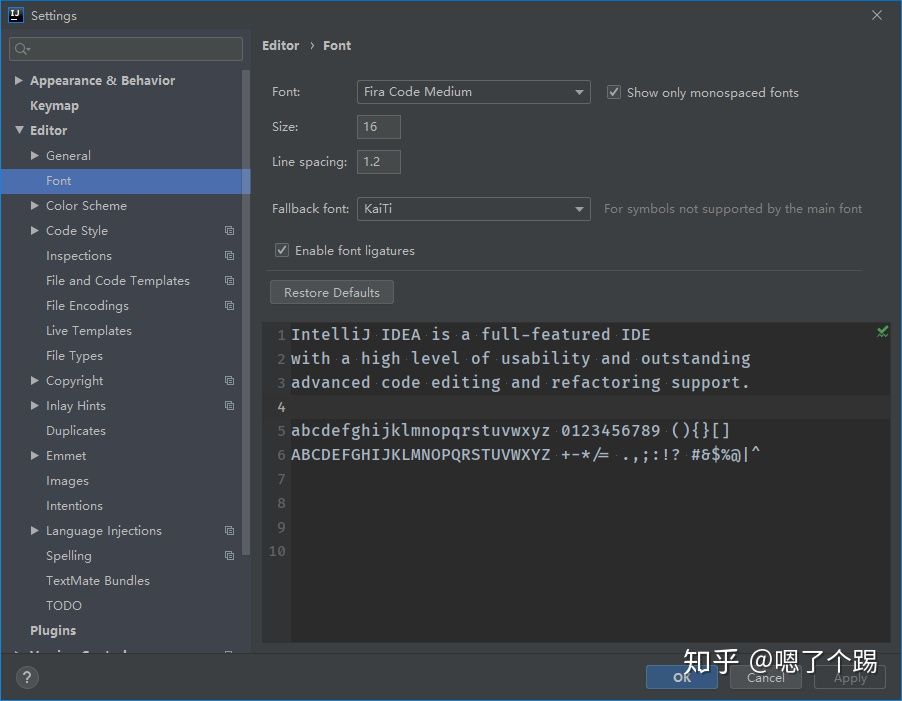 IJ Settings
Appearance & Behavior
Keymap
Editor
General
Font
Color Scheme
Code Style
Inspections
File and Code Templates
File Encodings
Live Templates
File Types
Copyright
Inlay Hints
Duplicates
Emmet
Images
Intentions
Language Injections
Spelling
TextMate Bundles
TODO
Plugins
Editor › Font
Font: Fira Code Medium Show only monospaced fonts
Size: 16
Line spacing: 1.2
Fallback font: KaiTi For symbols not supported by the main font
Enable font ligatures
Restore Defaults
1 IntelliJ IDEA is a full-featured IDE
2 with a high level of usability and outstanding
3 advanced code editing and refactoring support.
4
5 abcdefghijklmnopqrstuvwxyz 0123456789 (){}[]
6 ABCDEFGHIJKLMNOPQRSTUVWXYZ +-*/= .,;:!? #&$%@|^
7
8
9
10
知乎 @嗯了个踢
? OK Cancel Apply